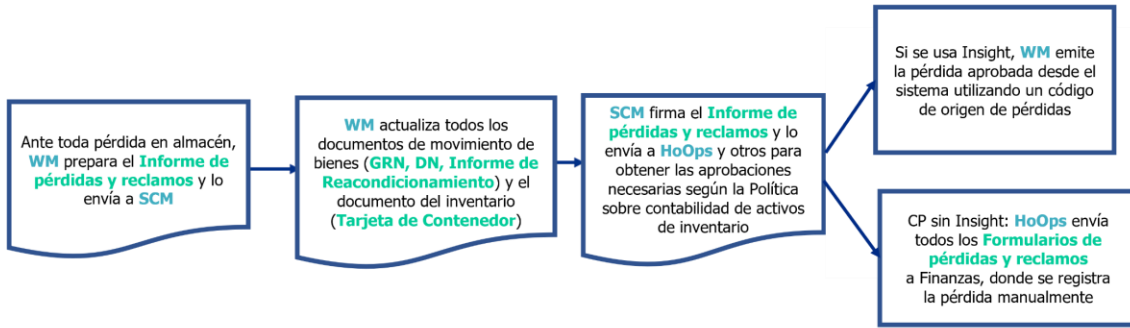 Ante toda pérdida en almacén,
WM prepara el Informe de
pérdidas y reclamos y lo
envía a SCM
WM actualiza todos los
documentos de movimiento de
bienes (GRN, DN, Informe de
Reacondicionamiento) y el
documento del inventario
(Tarjeta de Contenedor)
SCM firma el Informe de
pérdidas y reclamos y lo
envía a HoOps y otros para
obtener las aprobaciones
necesarias según la Política
sobre contabilidad de activos
de inventario
Si se usa Insight, WM emite
la pérdida aprobada desde el
sistema utilizando un código
de origen de pérdidas
CP sin Insight: HoOps envía
todos los Formularios de
pérdidas y reclamos
a Finanzas, donde se registra
la pérdida manualmente